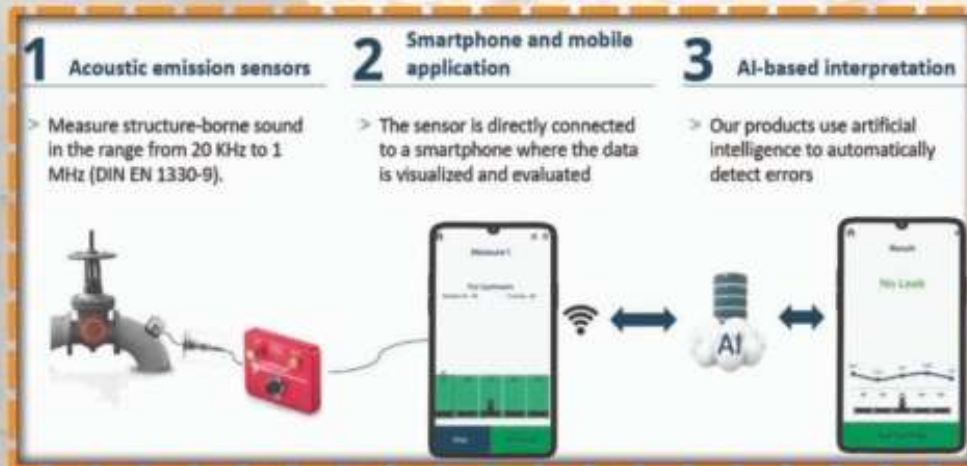 1
Acoustic emission sensors
> Measure structure-borne sound
in the range from 20 KHz to 1
MHz (DIN EN 1330-9).
2
Smartphone and mobile
application
> The sensor is directly connected
to a smartphone where the data
is visualized and evaluated
3
AI-based interpretation
> Our products use artificial
intelligence to automatically
detect errors
Measure 1
AI
Result
No Leak